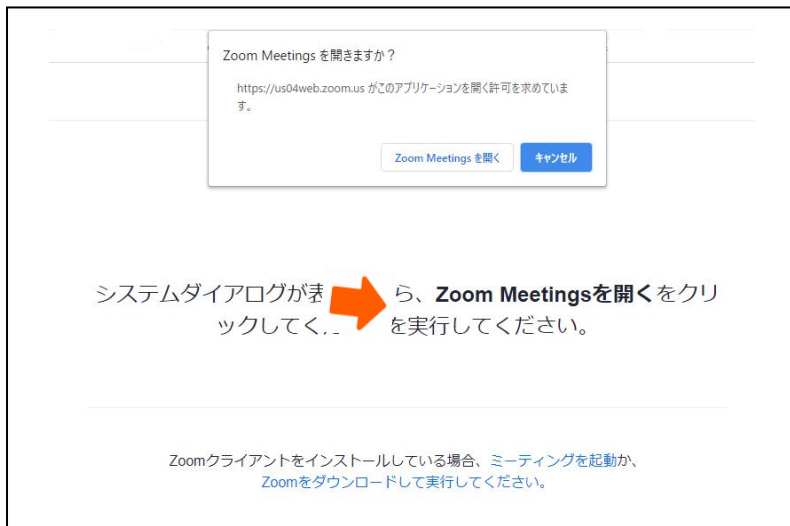 Zoom Meetings を開きますか？
https://us04web.zoom.us がこのアプリケーションを開く許可を求めていま
す。
Zoom Meetings を開く
キャンセル
システムダイアログが表 ら、Zoom Meetingsを開くをクリ
ックしてく を実行してください。
Zoomクライアントをインストールしている場合、ミーティングを起動か、
Zoomをダウンロードして実行してください。